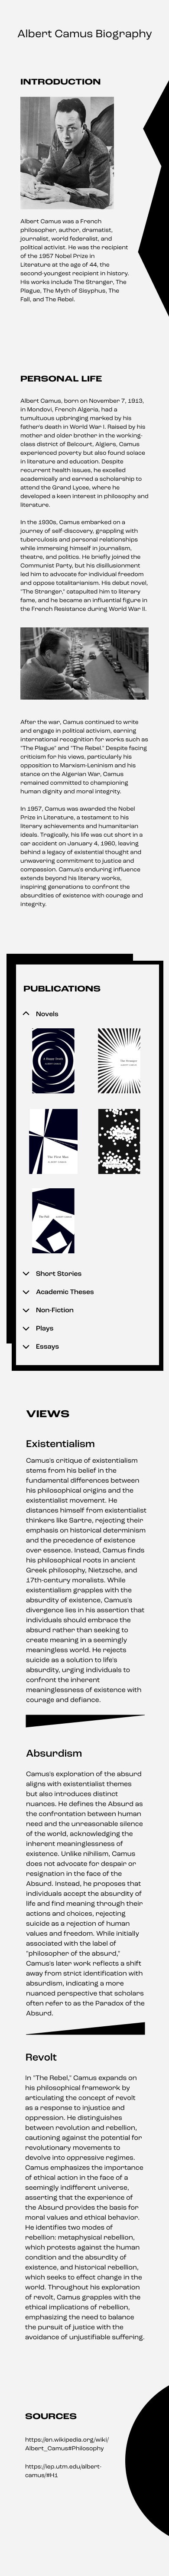 Albert Camus Biography
INTRODUCTION
Albert Camus was a French
philosopher, author, dramatist,
journalist, world federalist, and
political activist. He was the recipient
of the 1957 Nobel Prize in
Literature at the age of 44, the
second-youngest recipient in history.
His works include The Stranger, The
Plague, The Myth of Sisyphus, The
Fall, and The Rebel.
PERSONAL LIFE
Albert Camus, born on November 7, 1913,
in Mondovi, French Algeria, had a
tumultuous upbringing marked by his
father's death in World War I. Raised by his
mother and older brother in the working-
class district of Belcourt, Algiers, Camus
experienced poverty but also found solace
in literature and education. Despite
recurrent health issues, he excelled
academically and earned a scholarship to
attend the Grand Lycee, where he
developed a keen interest in philosophy and
literature.
In the 1930s, Camus embarked on a
journey of self-discovery, grappling with
tuberculosis and personal relationships
while immersing himself in journalism,
theatre, and politics. He briefly joined the
Communist Party, but his disillusionment
led him to advocate for individual freedom
and oppose totalitarianism. His debut novel,
"The Stranger," catapulted him to literary
fame, and he became an influential figure in
the French Resistance during World War II.
After the war, Camus continued to write
and engage in political activism, earning
international recognition for works such as
"The Plague" and "The Rebel." Despite facing
criticism for his views, particularly his
opposition to Marxism-Leninism and his
stance on the Algerian War, Camus
remained committed to championing
human dignity and moral integrity.
In 1957, Camus was awarded the Nobel
Prize in Literature, a testament to his
literary achievements and humanitarian
ideals. Tragically, his life was cut short in a
car accident on January 4, 1960, leaving
behind a legacy of existential thought and
unwavering commitment to justice and
compassion. Camus's enduring influence
extends beyond his literary works,
inspiring generations to confront the
absurdities of existence with courage and
integrity.
PUBLICATIONS
Novels
A Happy Death
The Stranger
The First Man
The Fall
Short Stories
Academic Theses
Non-Fiction
Plays
Essays
VIEWS
Existentialism
Camus's critique of existentialism
stems from his belief in the
fundamental differences between
his philosophical origins and the
existentialist movement. He
distances himself from existentialist
thinkers like Sartre, rejecting their
emphasis on historical determinism
and the precedence of existence
over essence. Instead, Camus finds
his philosophical roots in ancient
Greek philosophy, Nietzsche, and
17th-century moralists. While
existentialism grapples with the
absurdity of existence, Camus's
divergence lies in his assertion that
individuals should embrace the
absurd rather than seeking to
create meaning in a seemingly
meaningless world. He rejects
suicide as a solution to life's
absurdity, urging individuals to
confront the inherent
meaninglessness of existence with
courage and defiance.
Absurdism
Camus's exploration of the absurd
aligns with existentialist themes
but also introduces distinct
nuances. He defines the Absurd as
the confrontation between human
need and the unreasonable silence
of the world, acknowledging the
inherent meaninglessness of
existence. Unlike nihilism, Camus
does not advocate for despair or
resignation in the face of the
Absurd. Instead, he proposes that
individuals accept the absurdity of
life and find meaning through their
actions and choices, rejecting
suicide as a rejection of human
values and freedom. While initially
associated with the label of
"philosopher of the absurd,"
Camus's later work reflects a shift
away from strict identification with
absurdism, indicating a more
nuanced perspective that scholars
often refer to as the Paradox of the
Absurd.
Revolt
In "The Rebel," Camus expands on
his philosophical framework by
articulating the concept of revolt
as a response to injustice and
oppression. He distinguishes
between revolution and rebellion,
cautioning against the potential for
revolutionary movements to
devolve into oppressive regimes.
Camus emphasizes the importance
of ethical action in the face of a
seemingly indifferent universe,
asserting that the experience of
the Absurd provides the basis for
moral values and ethical behavior.
He identifies two modes of
rebellion: metaphysical rebellion,
which protests against the human
condition and the absurdity of
existence, and historical rebellion,
which seeks to effect change in the
world. Throughout his exploration
of revolt, Camus grapples with the
ethical implications of rebellion,
emphasizing the need to balance
the pursuit of justice with the
avoidance of unjustifiable suffering.
SOURCES
https://en.wikipedia.org/wiki/
Albert_Camus#Philosophy
https://iep.utm.edu/albert-
camus/#H1